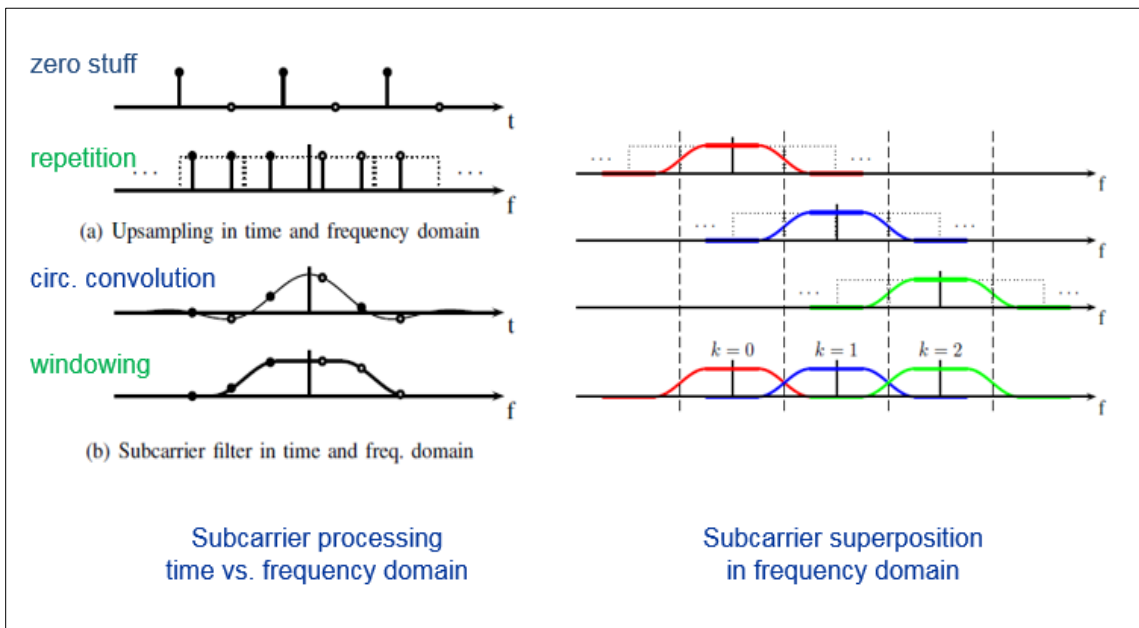 zero stuff
t
repetition
... ...
f
(a) Upsampling in time and frequency domain
circ. convolution
t
windowing
f
(b) Subcarrier filter in time and freq. domain
Subcarrier processing
time vs. frequency domain
... ...
f
... ...
f
... ...
f
k = 0 k = 1 k = 2
f
Subcarrier superposition
in frequency domain